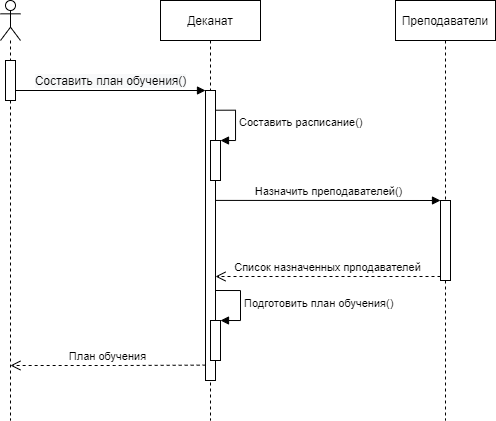 Деканат
Преподаватели
Составить план обучения()
Составить расписание()
Назначить преподавателей()
Список назначенных прподавателей
Подготовить план обучения()
План обучения